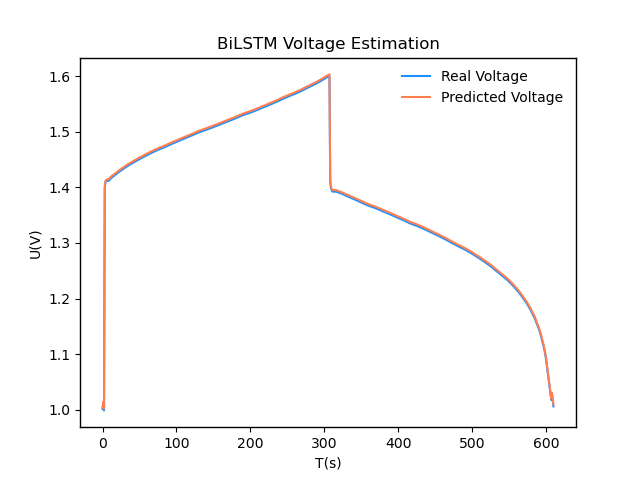 BiLSTM Voltage Estimation
Real Voltage
Predicted Voltage
U(V)
1.6
1.5
1.4
1.3
1.2
1.1
1.0
0 100 200 300 400 500 600
T(s)